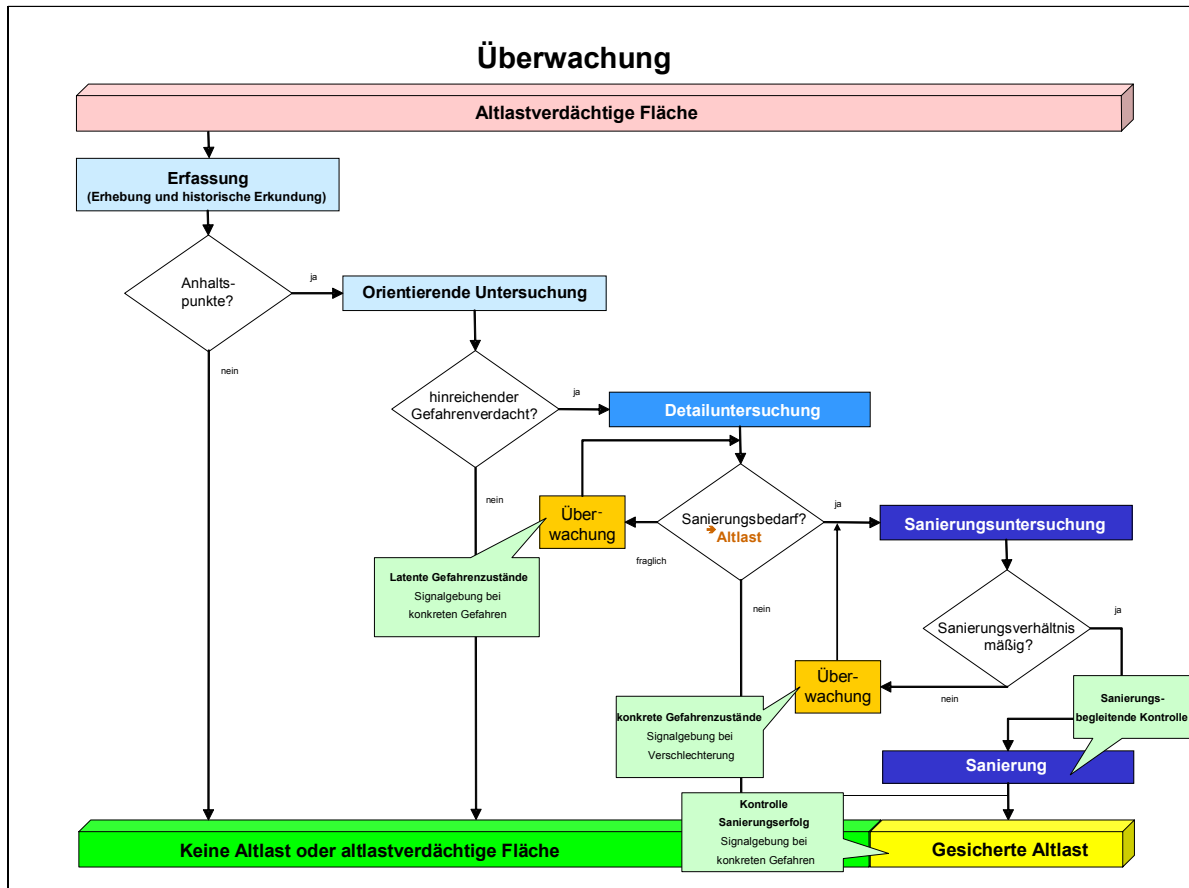 Überwachung
Altlastverdächtige Fläche
Erfassung
(Erhebung und historische Erkundung)
Anhalts-
punkte?
ja
Orientierende Untersuchung
nein
hinreichender
Gefahrenverdacht?
ja
Detailuntersuchung
nein
Über-
wachung
Sanierungsbedarf?
➔ Altlast
ja
Sanierungsuntersuchung
fraglich
Latente Gefahrenzustände
Signalgebung bei
konkreten Gefahren
nein
Sanierungsverhältnis
mäßig?
ja
Über-
wachung
nein
konkrete Gefahrenzustände
Signalgebung bei
Verschlechterung
Sanierungs-
begleitende Kontrolle
Sanierung
Kontrolle
Sanierungserfolg
Signalgebung bei
konkreten Gefahren
Keine Altlast oder altlastverdächtige Fläche
Gesicherte Altlast